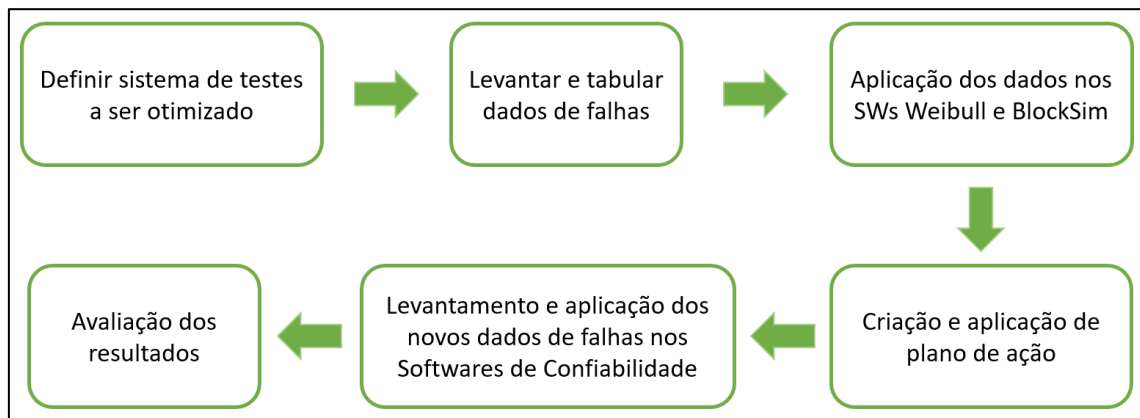 Definir sistema de testes
a ser otimizado
Levantar e tabular
dados de falhas
Aplicação dos dados nos
SWs Weibull e BlockSim
Criação e aplicação de
plano de ação
Levantamento e aplicação dos
novos dados de falhas nos
Softwares de Confiabilidade
Avaliação dos
resultados